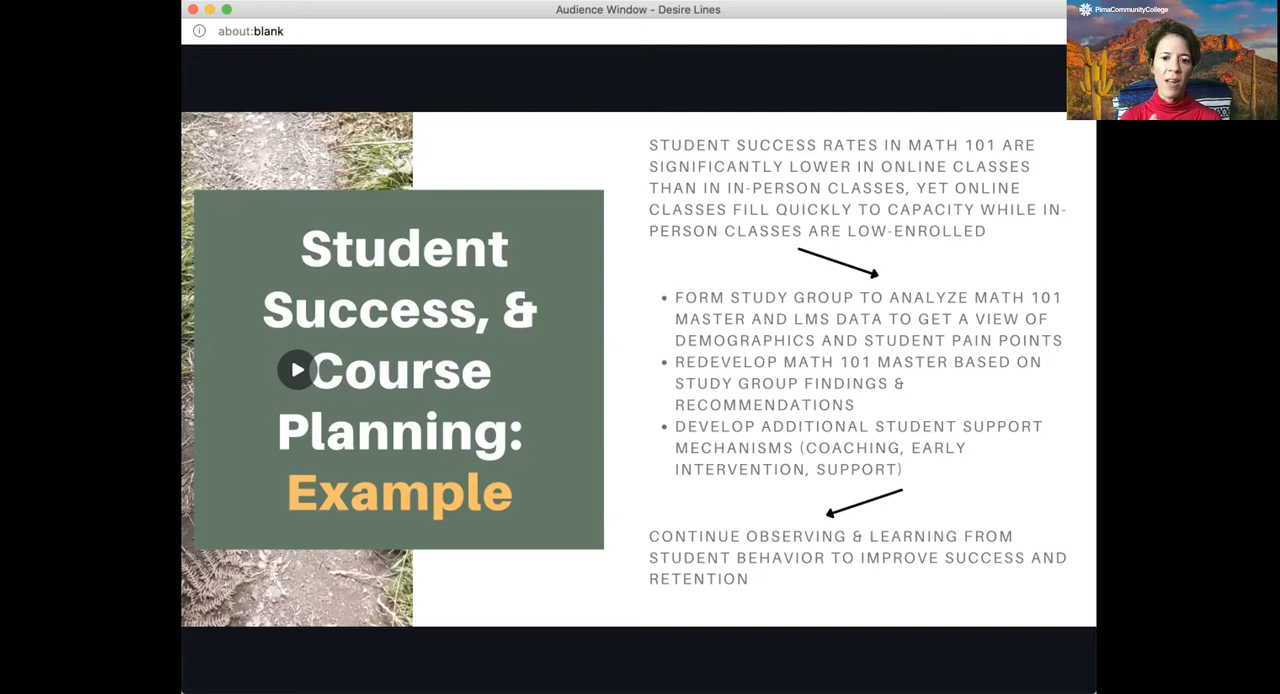 Audience Window - Desire Lines
about:blank
PimaCommunityCollege
Student
Success, &
Course
Planning:
Example
STUDENT SUCCESS RATES IN MATH 101 ARE
SIGNIFICANTLY LOWER IN ONLINE CLASSES
THAN IN IN-PERSON CLASSES, YET ONLINE
CLASSES FILL QUICKLY TO CAPACITY WHILE IN-
PERSON CLASSES ARE LOW-ENROLLED
• FORM STUDY GROUP TO ANALYZE MATH 101
MASTER AND LMS DATA TO GET A VIEW OF
DEMOGRAPHICS AND STUDENT PAIN POINTS
• REDEVELOP MATH 101 MASTER BASED ON
STUDY GROUP FINDINGS &
RECOMMENDATIONS
• DEVELOP ADDITIONAL STUDENT SUPPORT
MECHANISMS (COACHING, EARLY
INTERVENTION, SUPPORT)
CONTINUE OBSERVING & LEARNING FROM
STUDENT BEHAVIOR TO IMPROVE SUCCESS AND
RETENTION